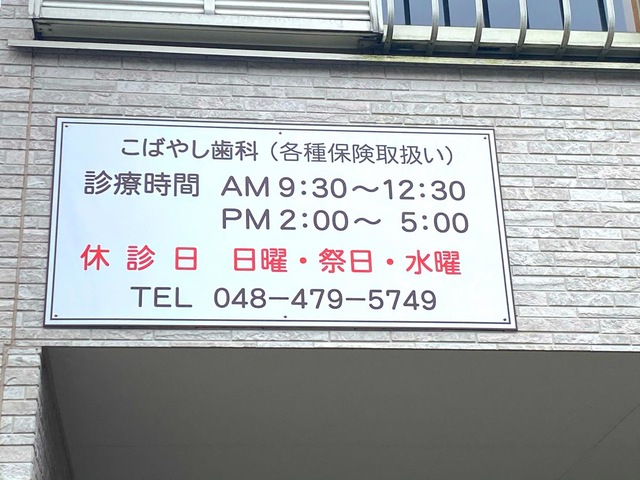 こばやし歯科（各種保険取扱い）
診療時間 AM 9:30～12:30
PM 2:00～ 5:00
休 診 日 日曜・祭日・水曜
TEL 048－479－5749